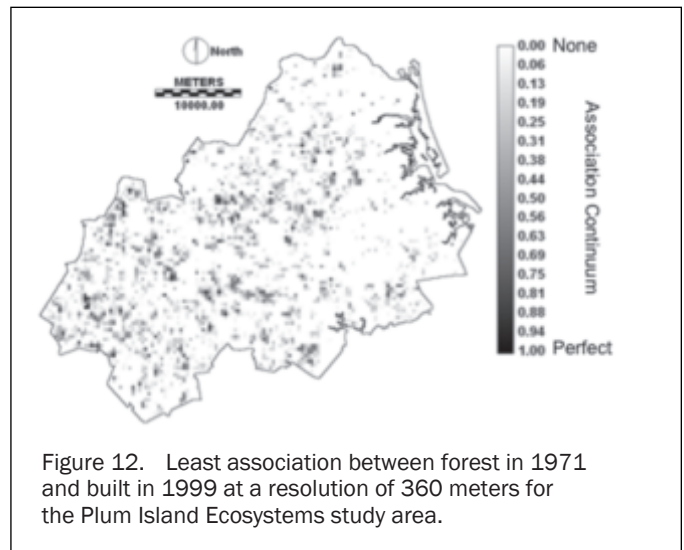 North
METERS
10000.00
0.00 None
0.06
0.13
0.19
0.25
0.31
0.38
0.44
0.50
0.56
0.63
0.69
0.75
0.81
0.88
0.94
1.00 Perfect
Association Continuum
Figure 12. Least association between forest in 1971
and built in 1999 at a resolution of 360 meters for
the Plum Island Ecosystems study area.